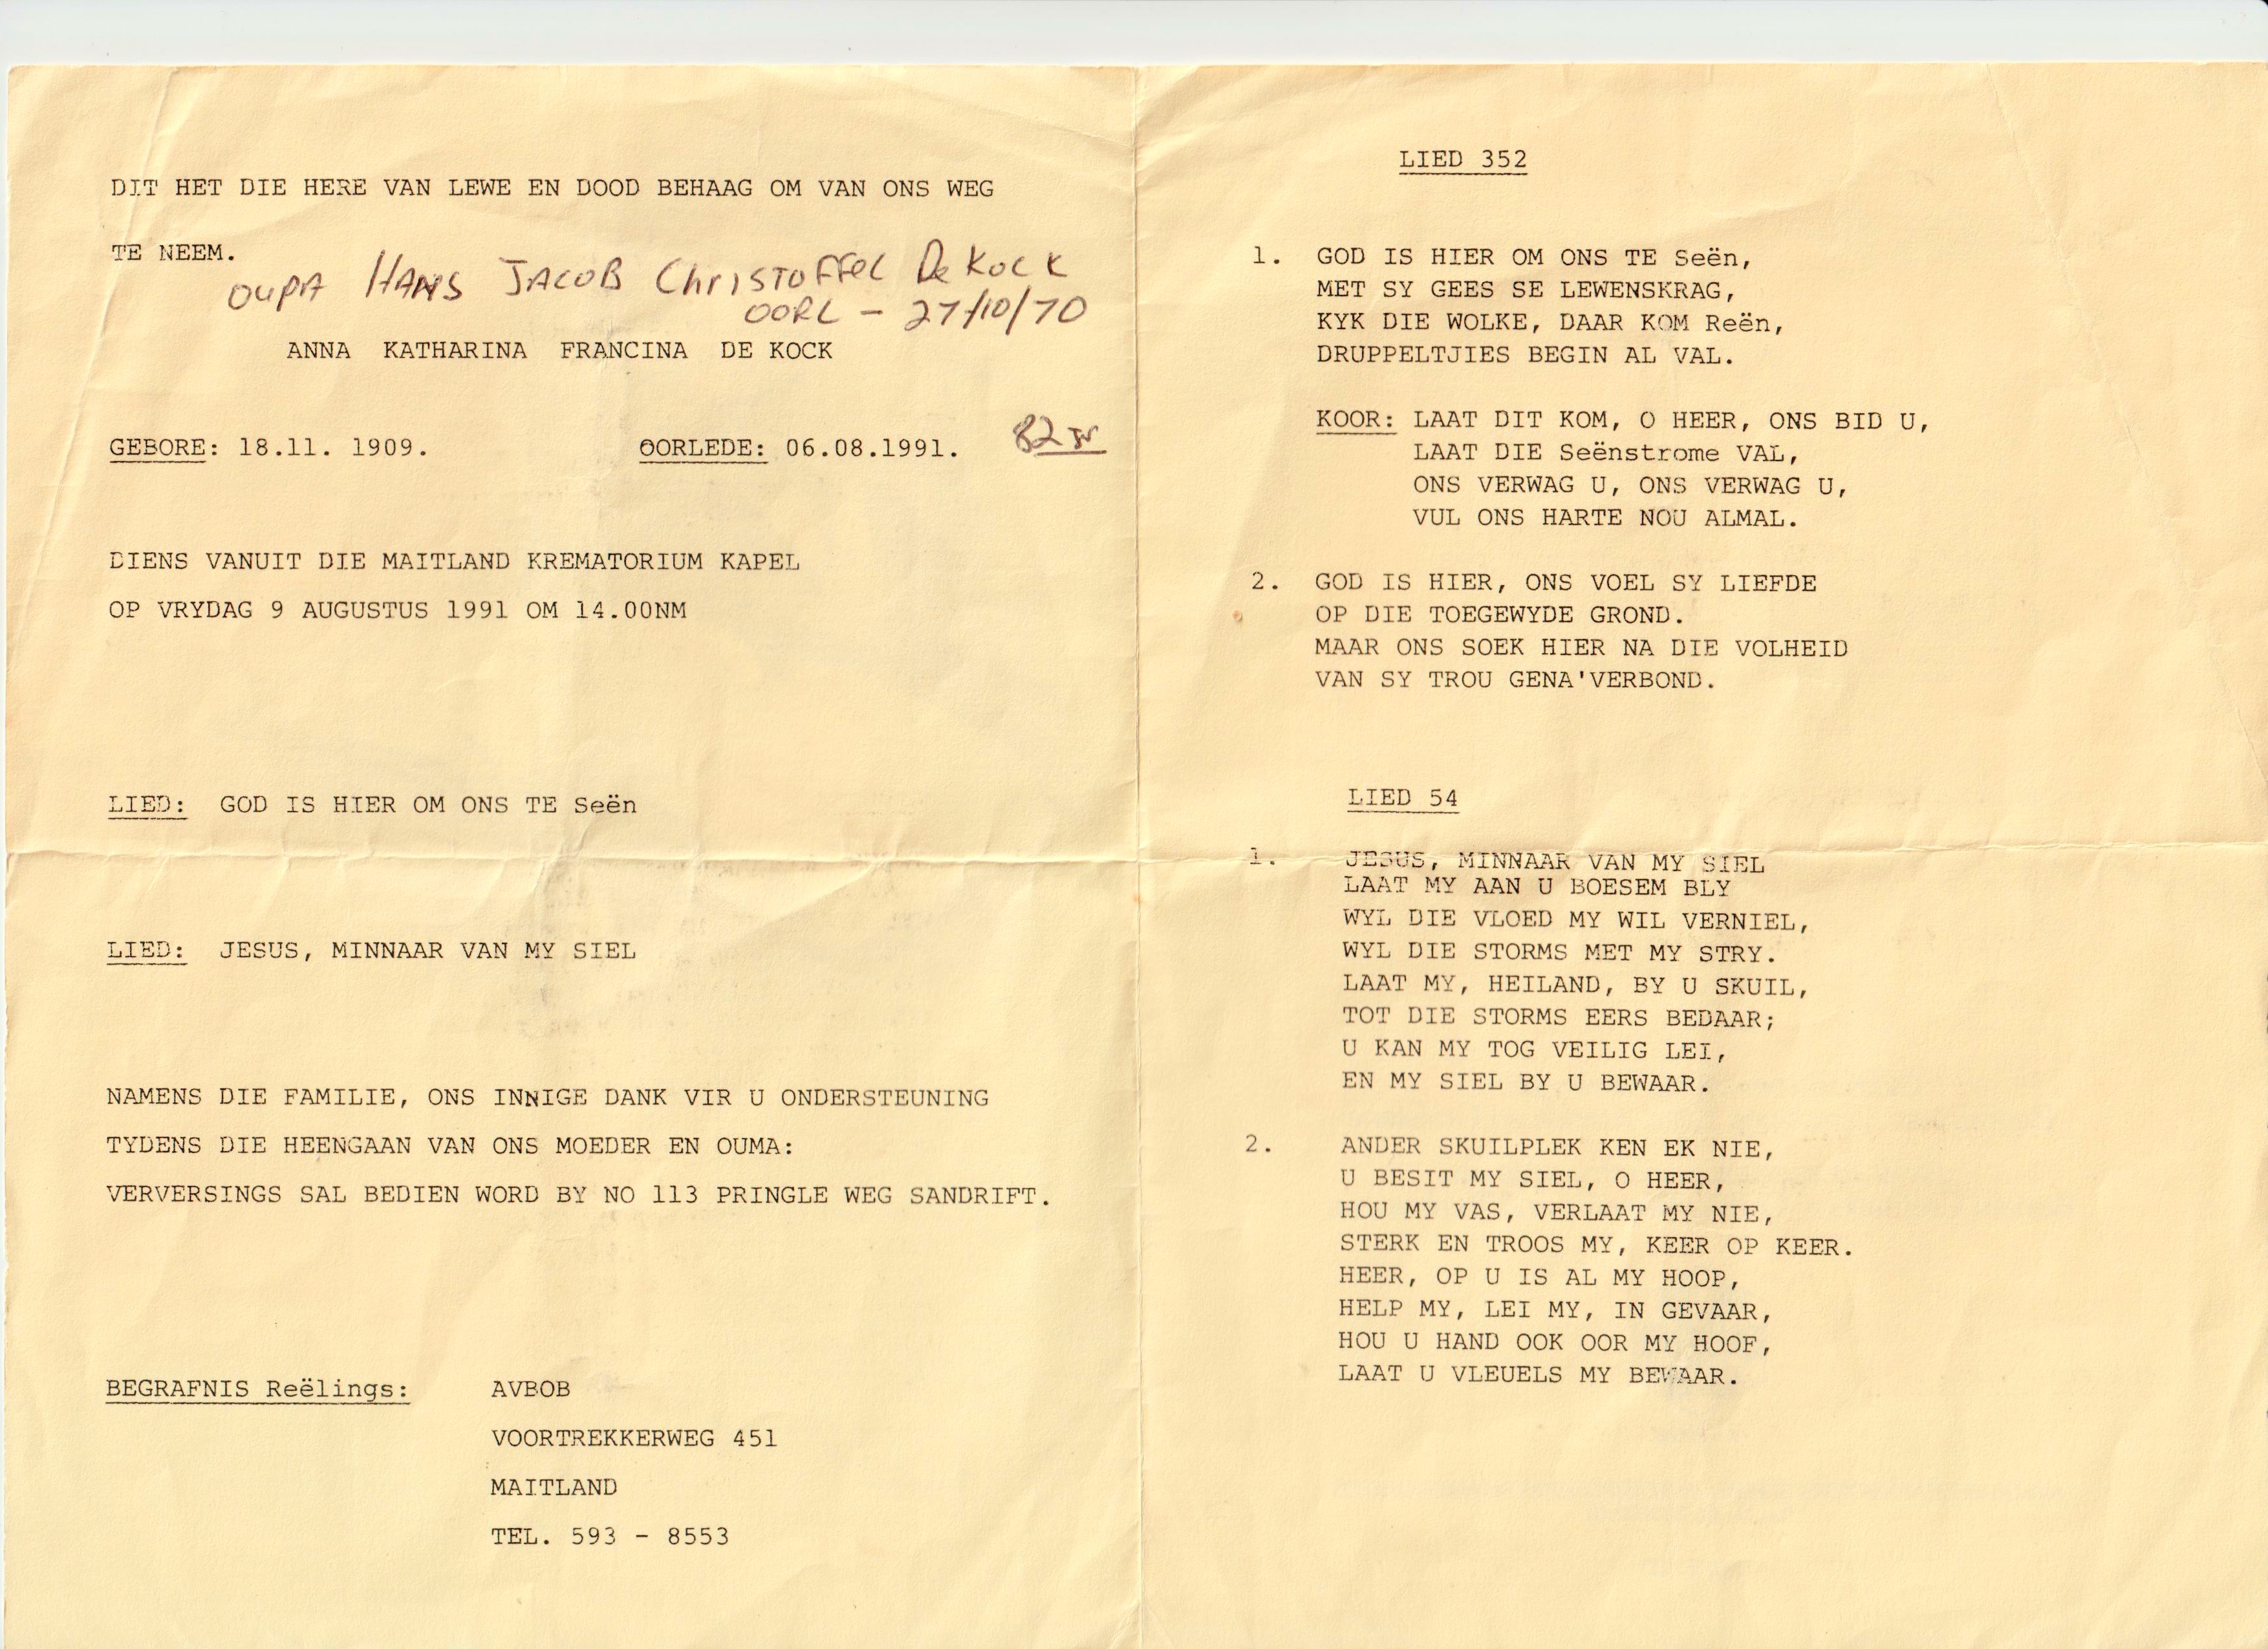 DIT HET DIE HERE VAN LEWE EN DOOD BEHAAG OM VAN ONS WEG
TE NEEM.
OUPA HANS JACOB ChrISTOFFEL De KOCK
OORL - 27/10/70
ANNA KATHARINA FRANCINA DE KOCK
GEBORE: 18.11. 1909. OORLEDE: 06.08.1991. 82 Jr
DIENS VANUIT DIE MAITLAND KREMATORIUM KAPEL
OP VRYDAG 9 AUGUSTUS 1991 OM 14.00NM
LIED: GOD IS HIER OM ONS TE Seën
LIED: JESUS, MINNAAR VAN MY SIEL
NAMENS DIE FAMILIE, ONS INNIGE DANK VIR U ONDERSTEUNING
TYDENS DIE HEENGAAN VAN ONS MOEDER EN OUMA:
VERVERSINGS SAL BEDIEN WORD BY NO 113 PRINGLE WEG SANDRIFT.
BEGRAFNIS Reëlings: AVBOB
VOORTREKKERWEG 451
MAITLAND
TEL. 593 - 8553
LIED 352
1. GOD IS HIER OM ONS TE Seën,
MET SY GEES SE LEWENSKRAG,
KYK DIE WOLKE, DAAR KOM Reën,
DRUPPELTJIES BEGIN AL VAL.
KOOR: LAAT DIT KOM, O HEER, ONS BID U,
LAAT DIE Seënstrome VAL,
ONS VERWAG U, ONS VERWAG U,
VUL ONS HARTE NOU ALMAL.
2. GOD IS HIER, ONS VOEL SY LIEFDE
OP DIE TOEGEWYDE GROND.
MAAR ONS SOEK HIER NA DIE VOLHEID
VAN SY TROU GENA'VERBOND.
LIED 54
1. JESUS, MINNAAR VAN MY SIEL
LAAT MY AAN U BOESEM BLY
WYL DIE VLOED MY WIL VERNIEL,
WYL DIE STORMS MET MY STRY.
LAAT MY, HEILAND, BY U SKUIL,
TOT DIE STORMS EERS BEDAAR;
U KAN MY TOG VEILIG LEI,
EN MY SIEL BY U BEWAAR.
2. ANDER SKUILPLEK KEN EK NIE,
U BESIT MY SIEL, O HEER,
HOU MY VAS, VERLAAT MY NIE,
STERK EN TROOS MY, KEER OP KEER.
HEER, OP U IS AL MY HOOP,
HELP MY, LEI MY, IN GEVAAR,
HOU U HAND OOK OOR MY HOOF,
LAAT U VLEUELS MY BEWAAR.